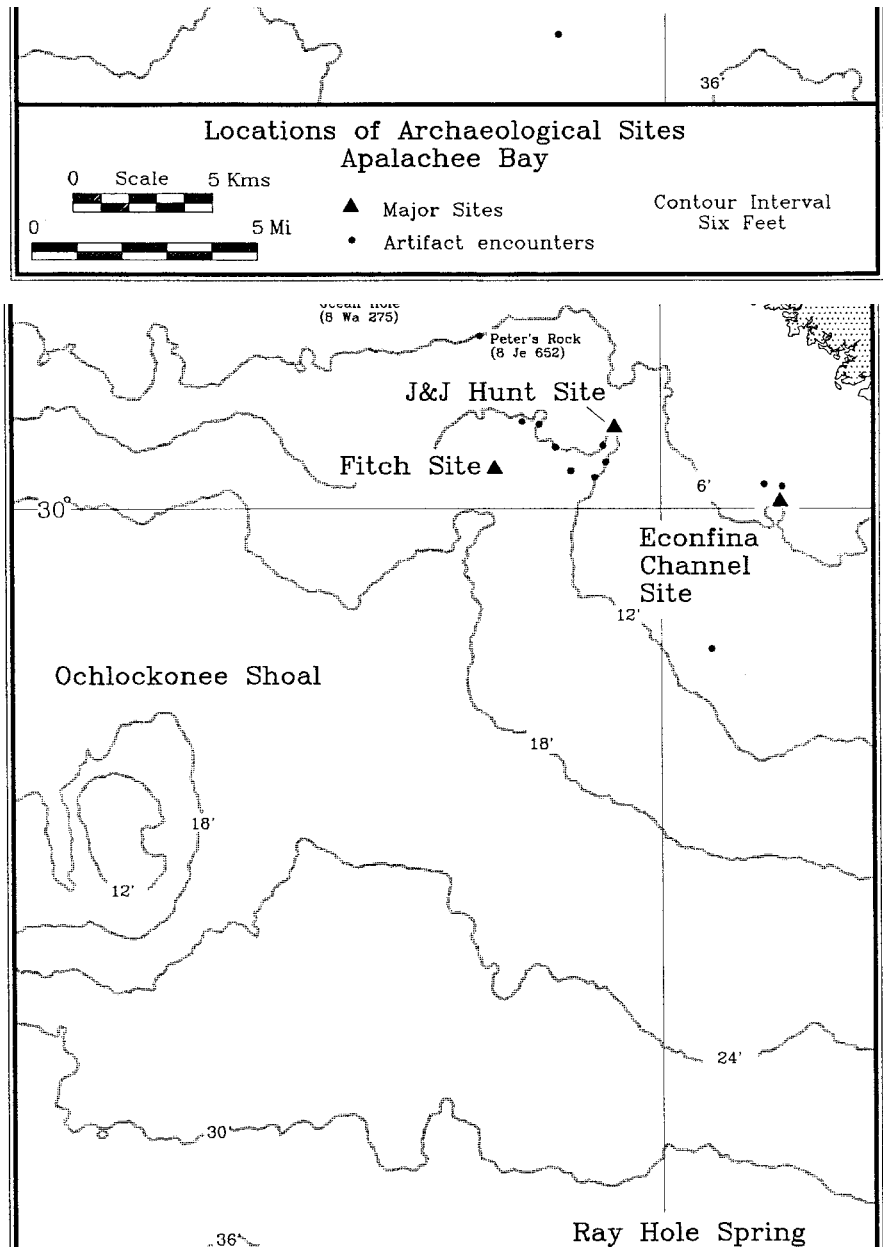 36'
Locations of Archaeological Sites
Apalachee Bay
0 Scale 5 Kms
0 5 Mi
Major Sites
Artifact encounters
Contour Interval
Six Feet
Ocean Hole
(8 Wa 275)
Peter's Rock
(8 Je 652)
J&J Hunt Site
Fitch Site
6'
30°
Econfina
Channel
Site
12'
Ochlockonee Shoal
18'
18'
12'
24'
30'
Ray Hole Spring
36'